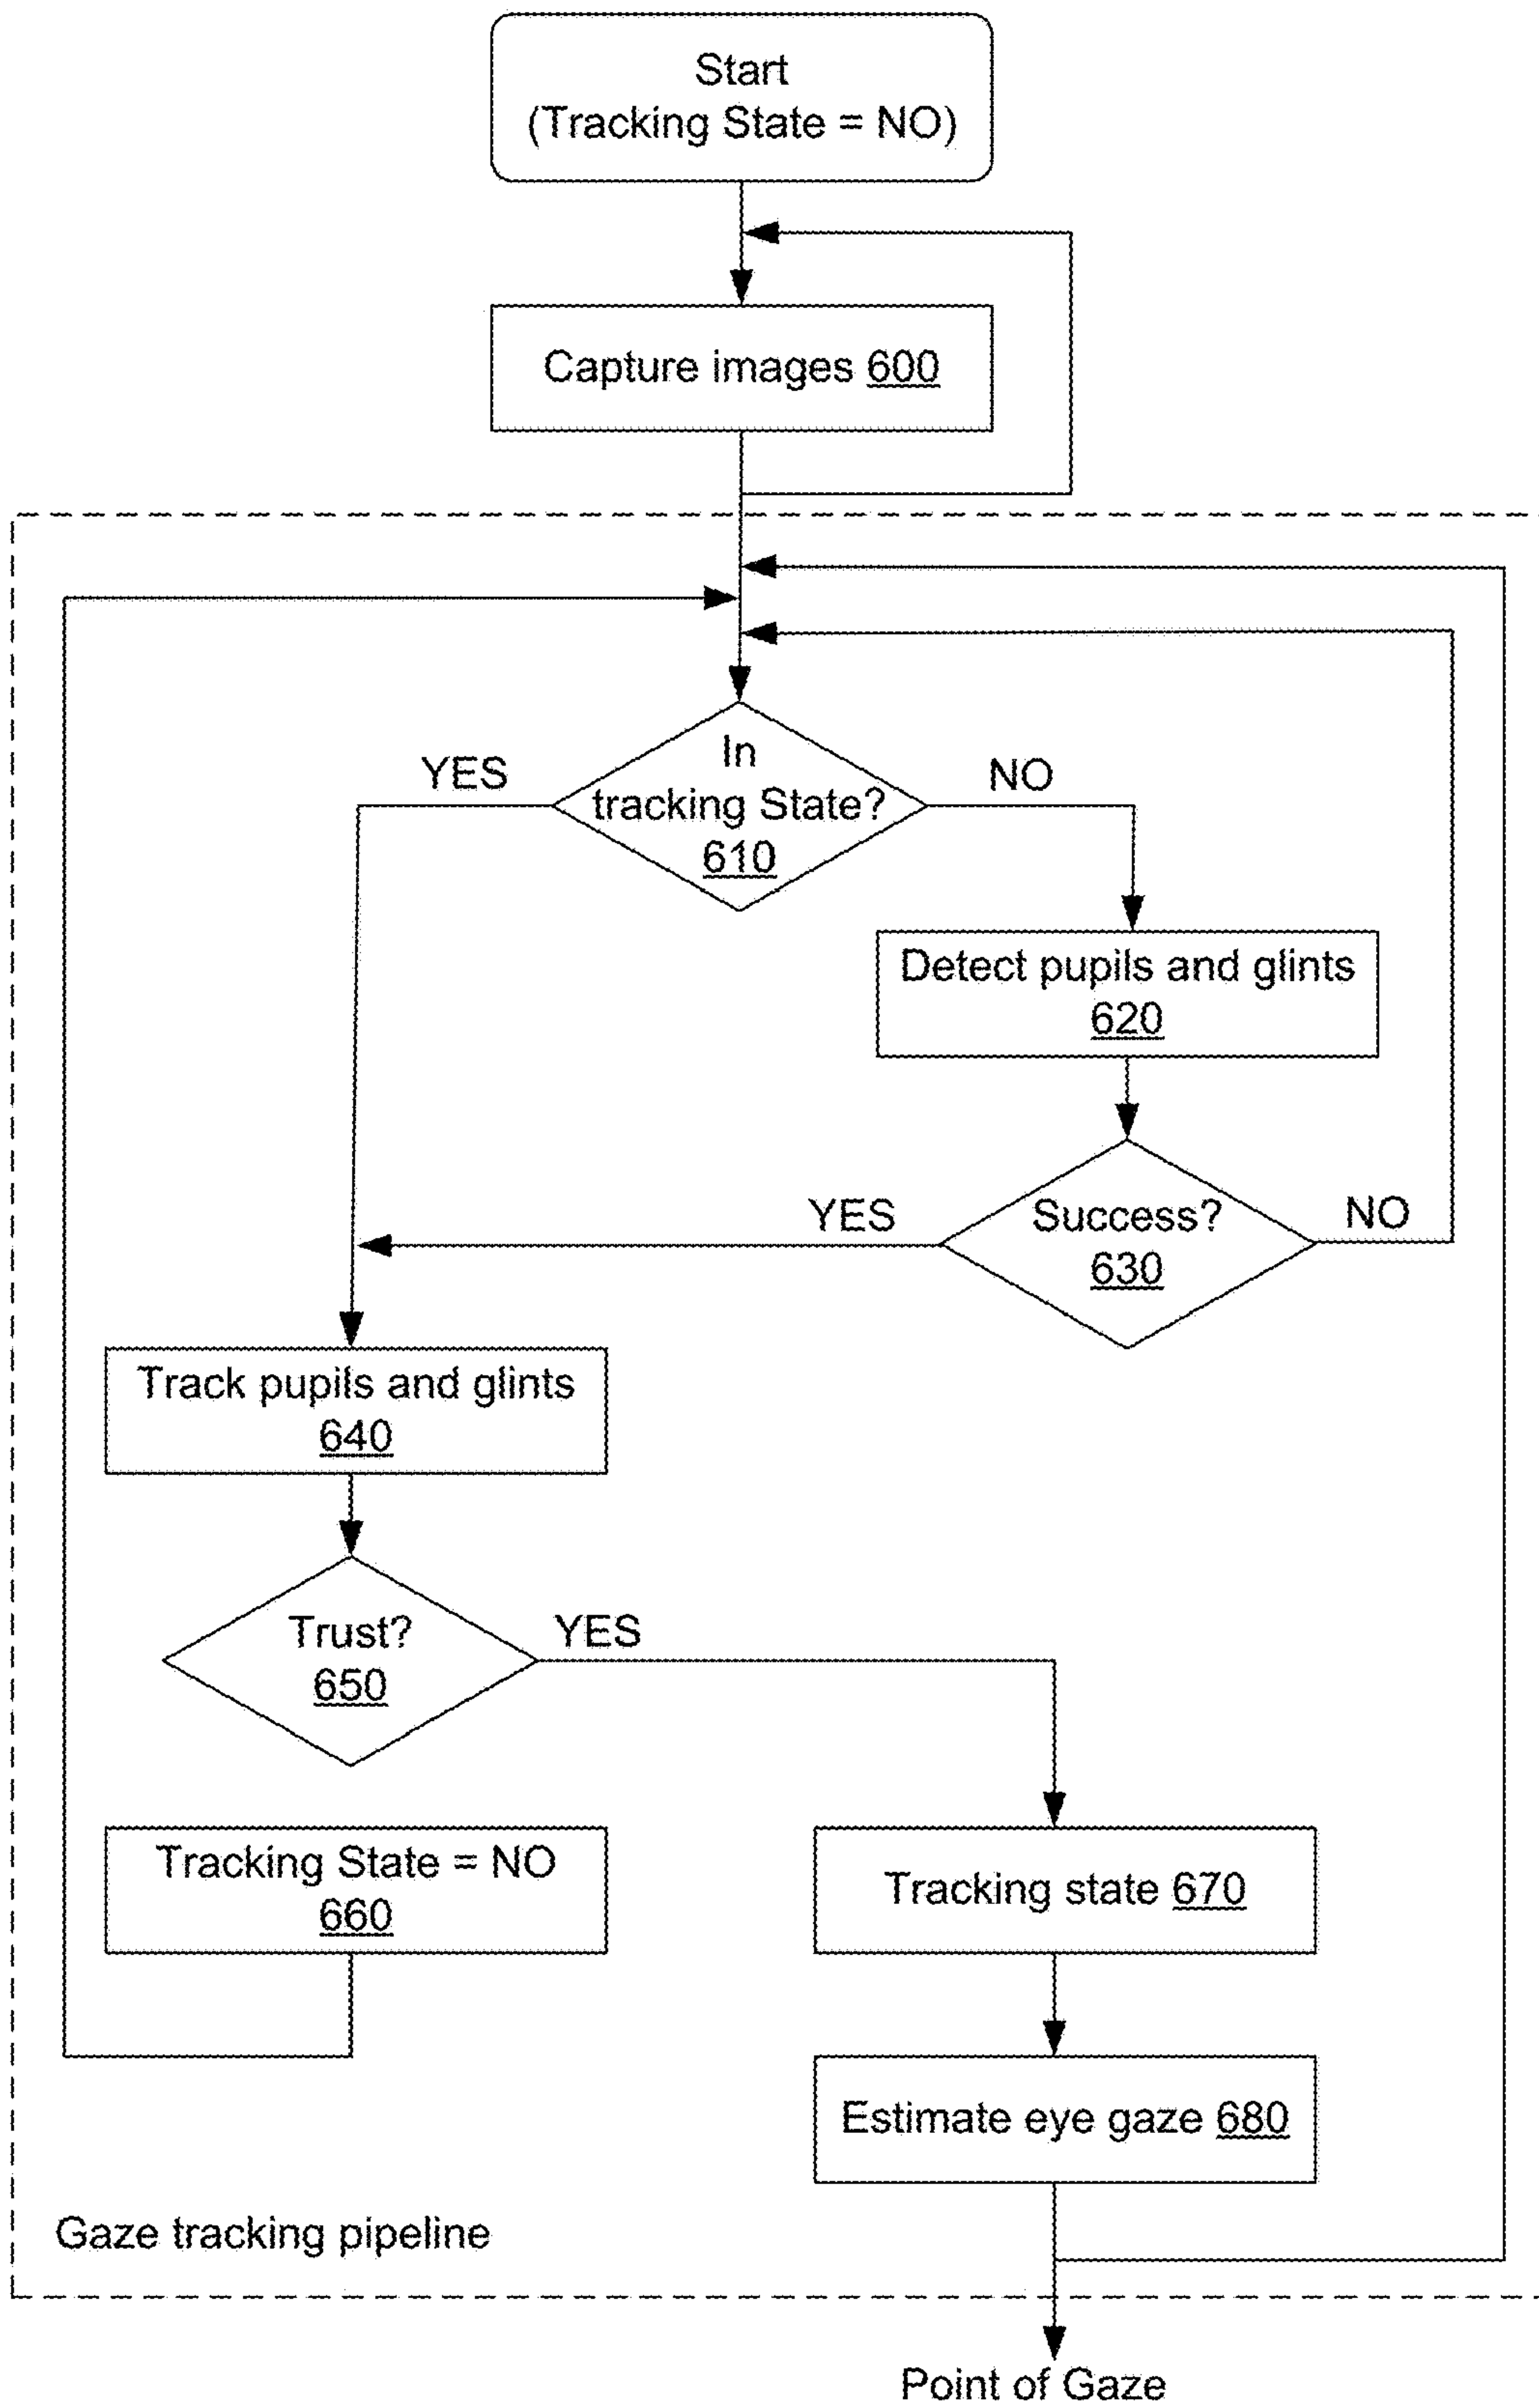 Start
(Tracking State = NO)
Capture images 600
In
tracking State?
610
YES
NO
Detect pupils and glints
620
Success?
630
YES
NO
Track pupils and glints
640
Trust?
650
YES
Tracking State = NO
660
Tracking state 670
Estimate eye gaze 680
Gaze tracking pipeline
Point of Gaze